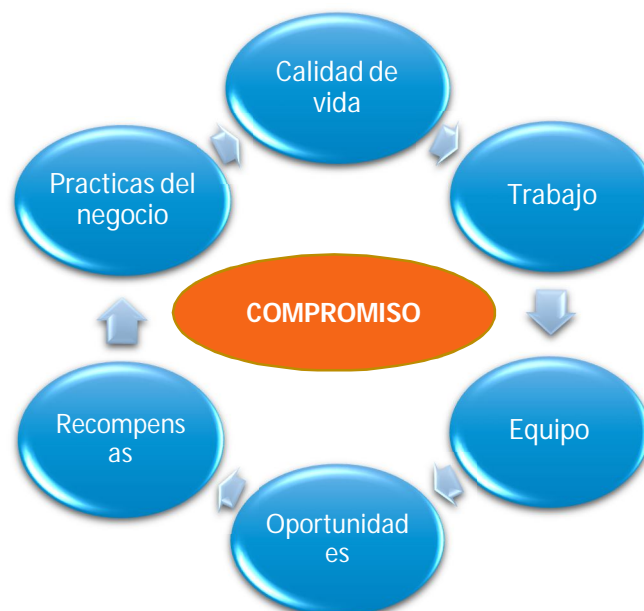 Calidad de
vida
Practicas del
negocio
Trabajo
COMPROMISO
Recompens
as
Equipo
Oportunidad
es